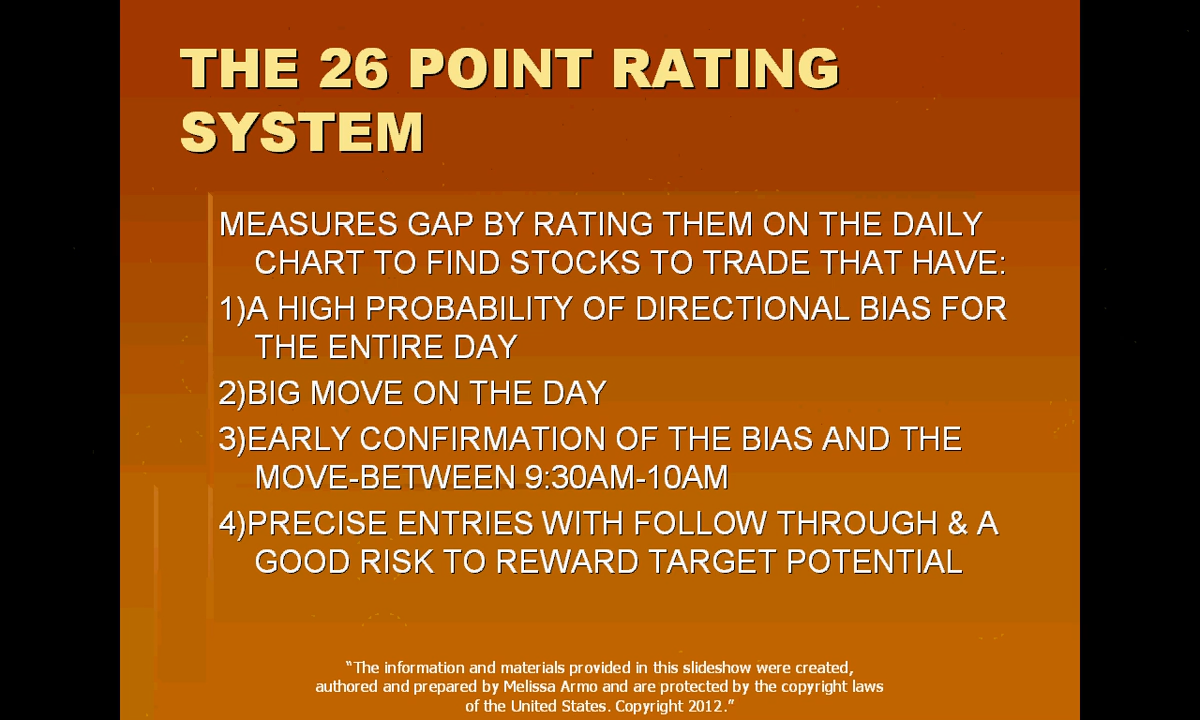 THE 26 POINT RATING
SYSTEM
MEASURES GAP BY RATING THEM ON THE DAILY
CHART TO FIND STOCKS TO TRADE THAT HAVE:
1)A HIGH PROBABILITY OF DIRECTIONAL BIAS FOR
THE ENTIRE DAY
2)BIG MOVE ON THE DAY
3)EARLY CONFIRMATION OF THE BIAS AND THE
MOVE-BETWEEN 9:30AM-10AM
4)PRECISE ENTRIES WITH FOLLOW THROUGH & A
GOOD RISK TO REWARD TARGET POTENTIAL
“The information and materials provided in this slideshow were created,
authored and prepared by Melissa Armo and are protected by the copyright laws
of the United States. Copyright 2012.”